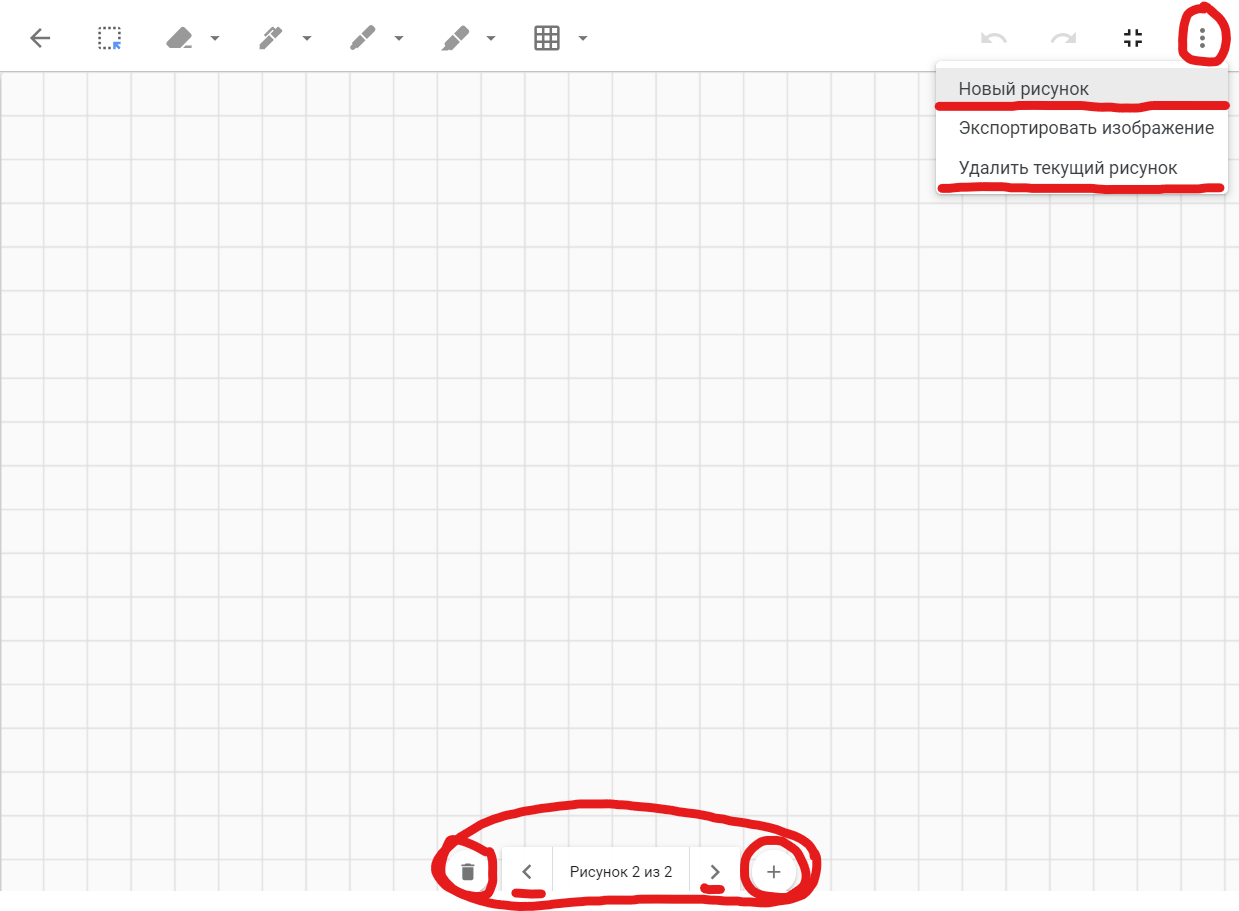 Новый рисунок
Экспортировать изображение
Удалить текущий рисунок
Рисунок 2 из 2